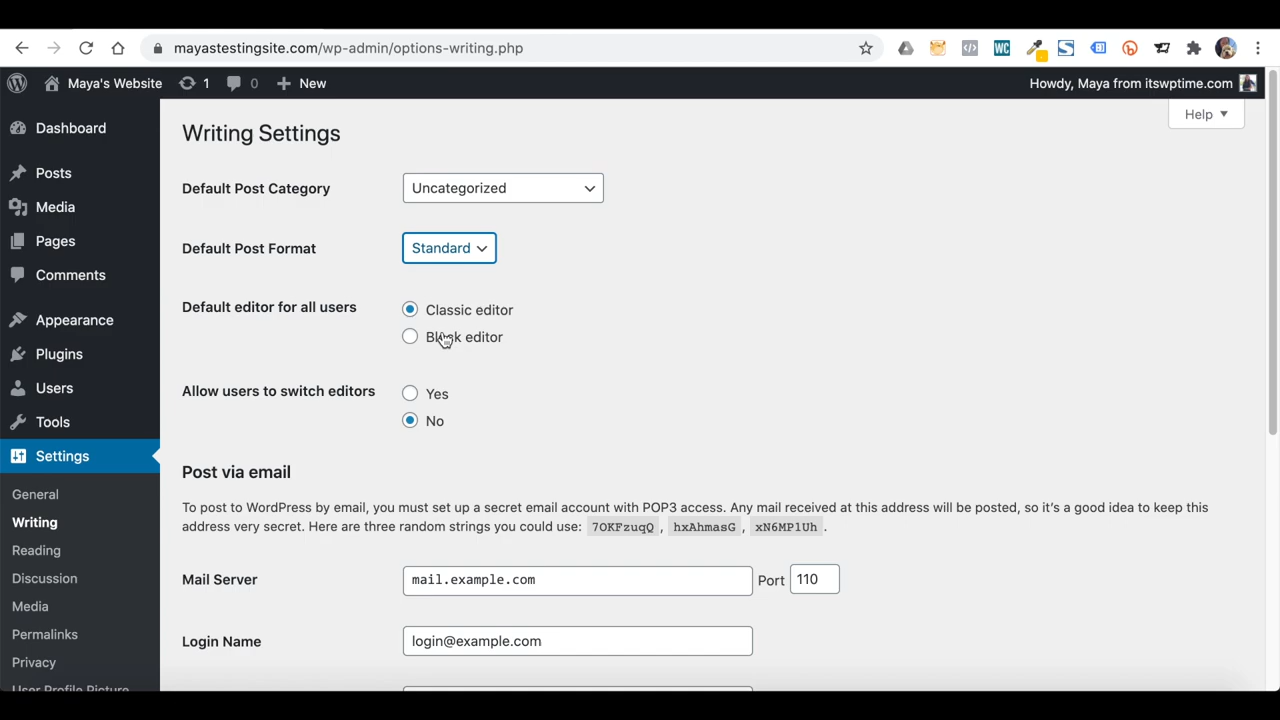 mayastestingsite.com/wp-admin/options-writing.php
WC
Maya's Website 1 0 New Howdy, Maya from itswptime.com
Help
Dashboard
Posts
Media
Pages
Comments
Appearance
Plugins
Users
Tools
Settings
General
Writing
Reading
Discussion
Media
Permalinks
Privacy
User Profile Picture
Writing Settings
Default Post Category Uncategorized
Default Post Format Standard
Default editor for all users Classic editor
Block editor
Allow users to switch editors Yes
No
Post via email
To post to WordPress by email, you must set up a secret email account with POP3 access. Any mail received at this address will be posted, so it's a good idea to keep this
address very secret. Here are three random strings you could use: 7OKFzuqQ , hxAhmasG , xN6MP1Uh .
Mail Server mail.example.com Port 110
Login Name login@example.com